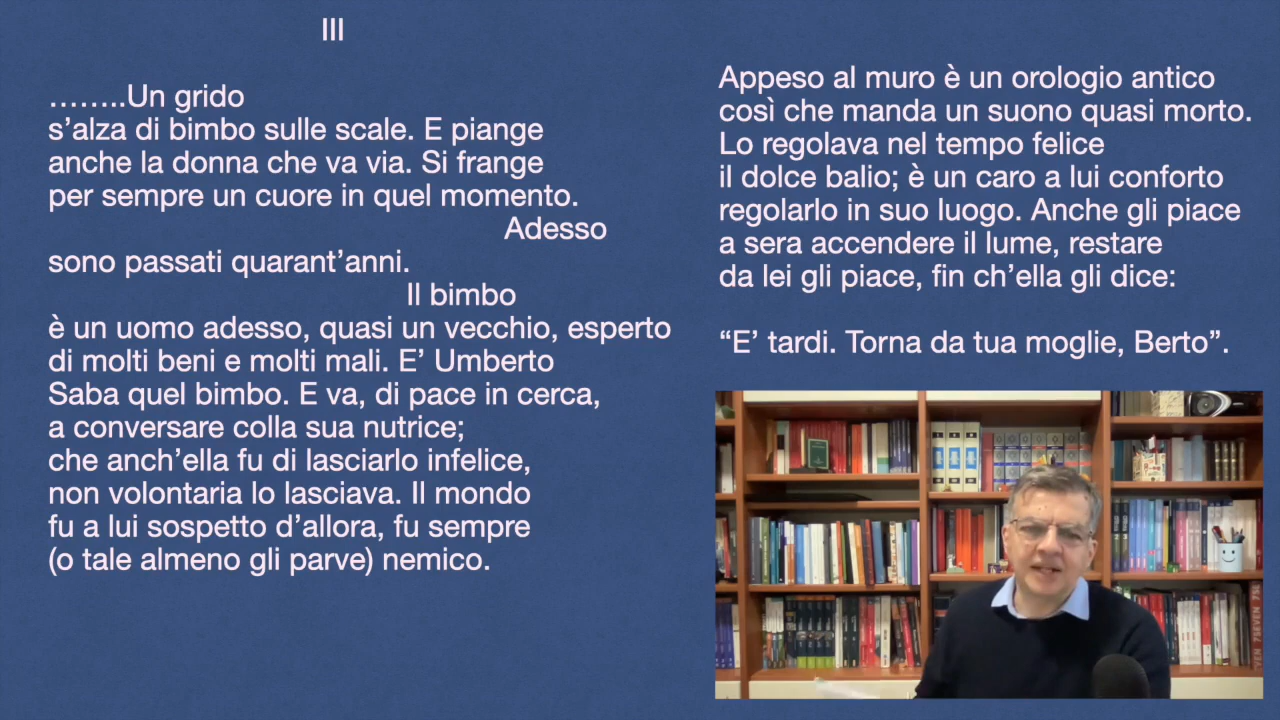 III
……..Un grido
s’alza di bimbo sulle scale. E piange
anche la donna che va via. Si frange
per sempre un cuore in quel momento.
Adesso
sono passati quarant’anni.
Il bimbo
è un uomo adesso, quasi un vecchio, esperto
di molti beni e molti mali. E’ Umberto
Saba quel bimbo. E va, di pace in cerca,
a conversare colla sua nutrice;
che anch’ella fu di lasciarlo infelice,
non volontaria lo lasciava. Il mondo
fu a lui sospetto d’allora, fu sempre
(o tale almeno gli parve) nemico.
Appeso al muro è un orologio antico
così che manda un suono quasi morto.
Lo regolava nel tempo felice
il dolce balio; è un caro a lui conforto
regolarlo in suo luogo. Anche gli piace
a sera accendere il lume, restare
da lei gli piace, fin ch’ella gli dice:
“E’ tardi. Torna da tua moglie, Berto”.